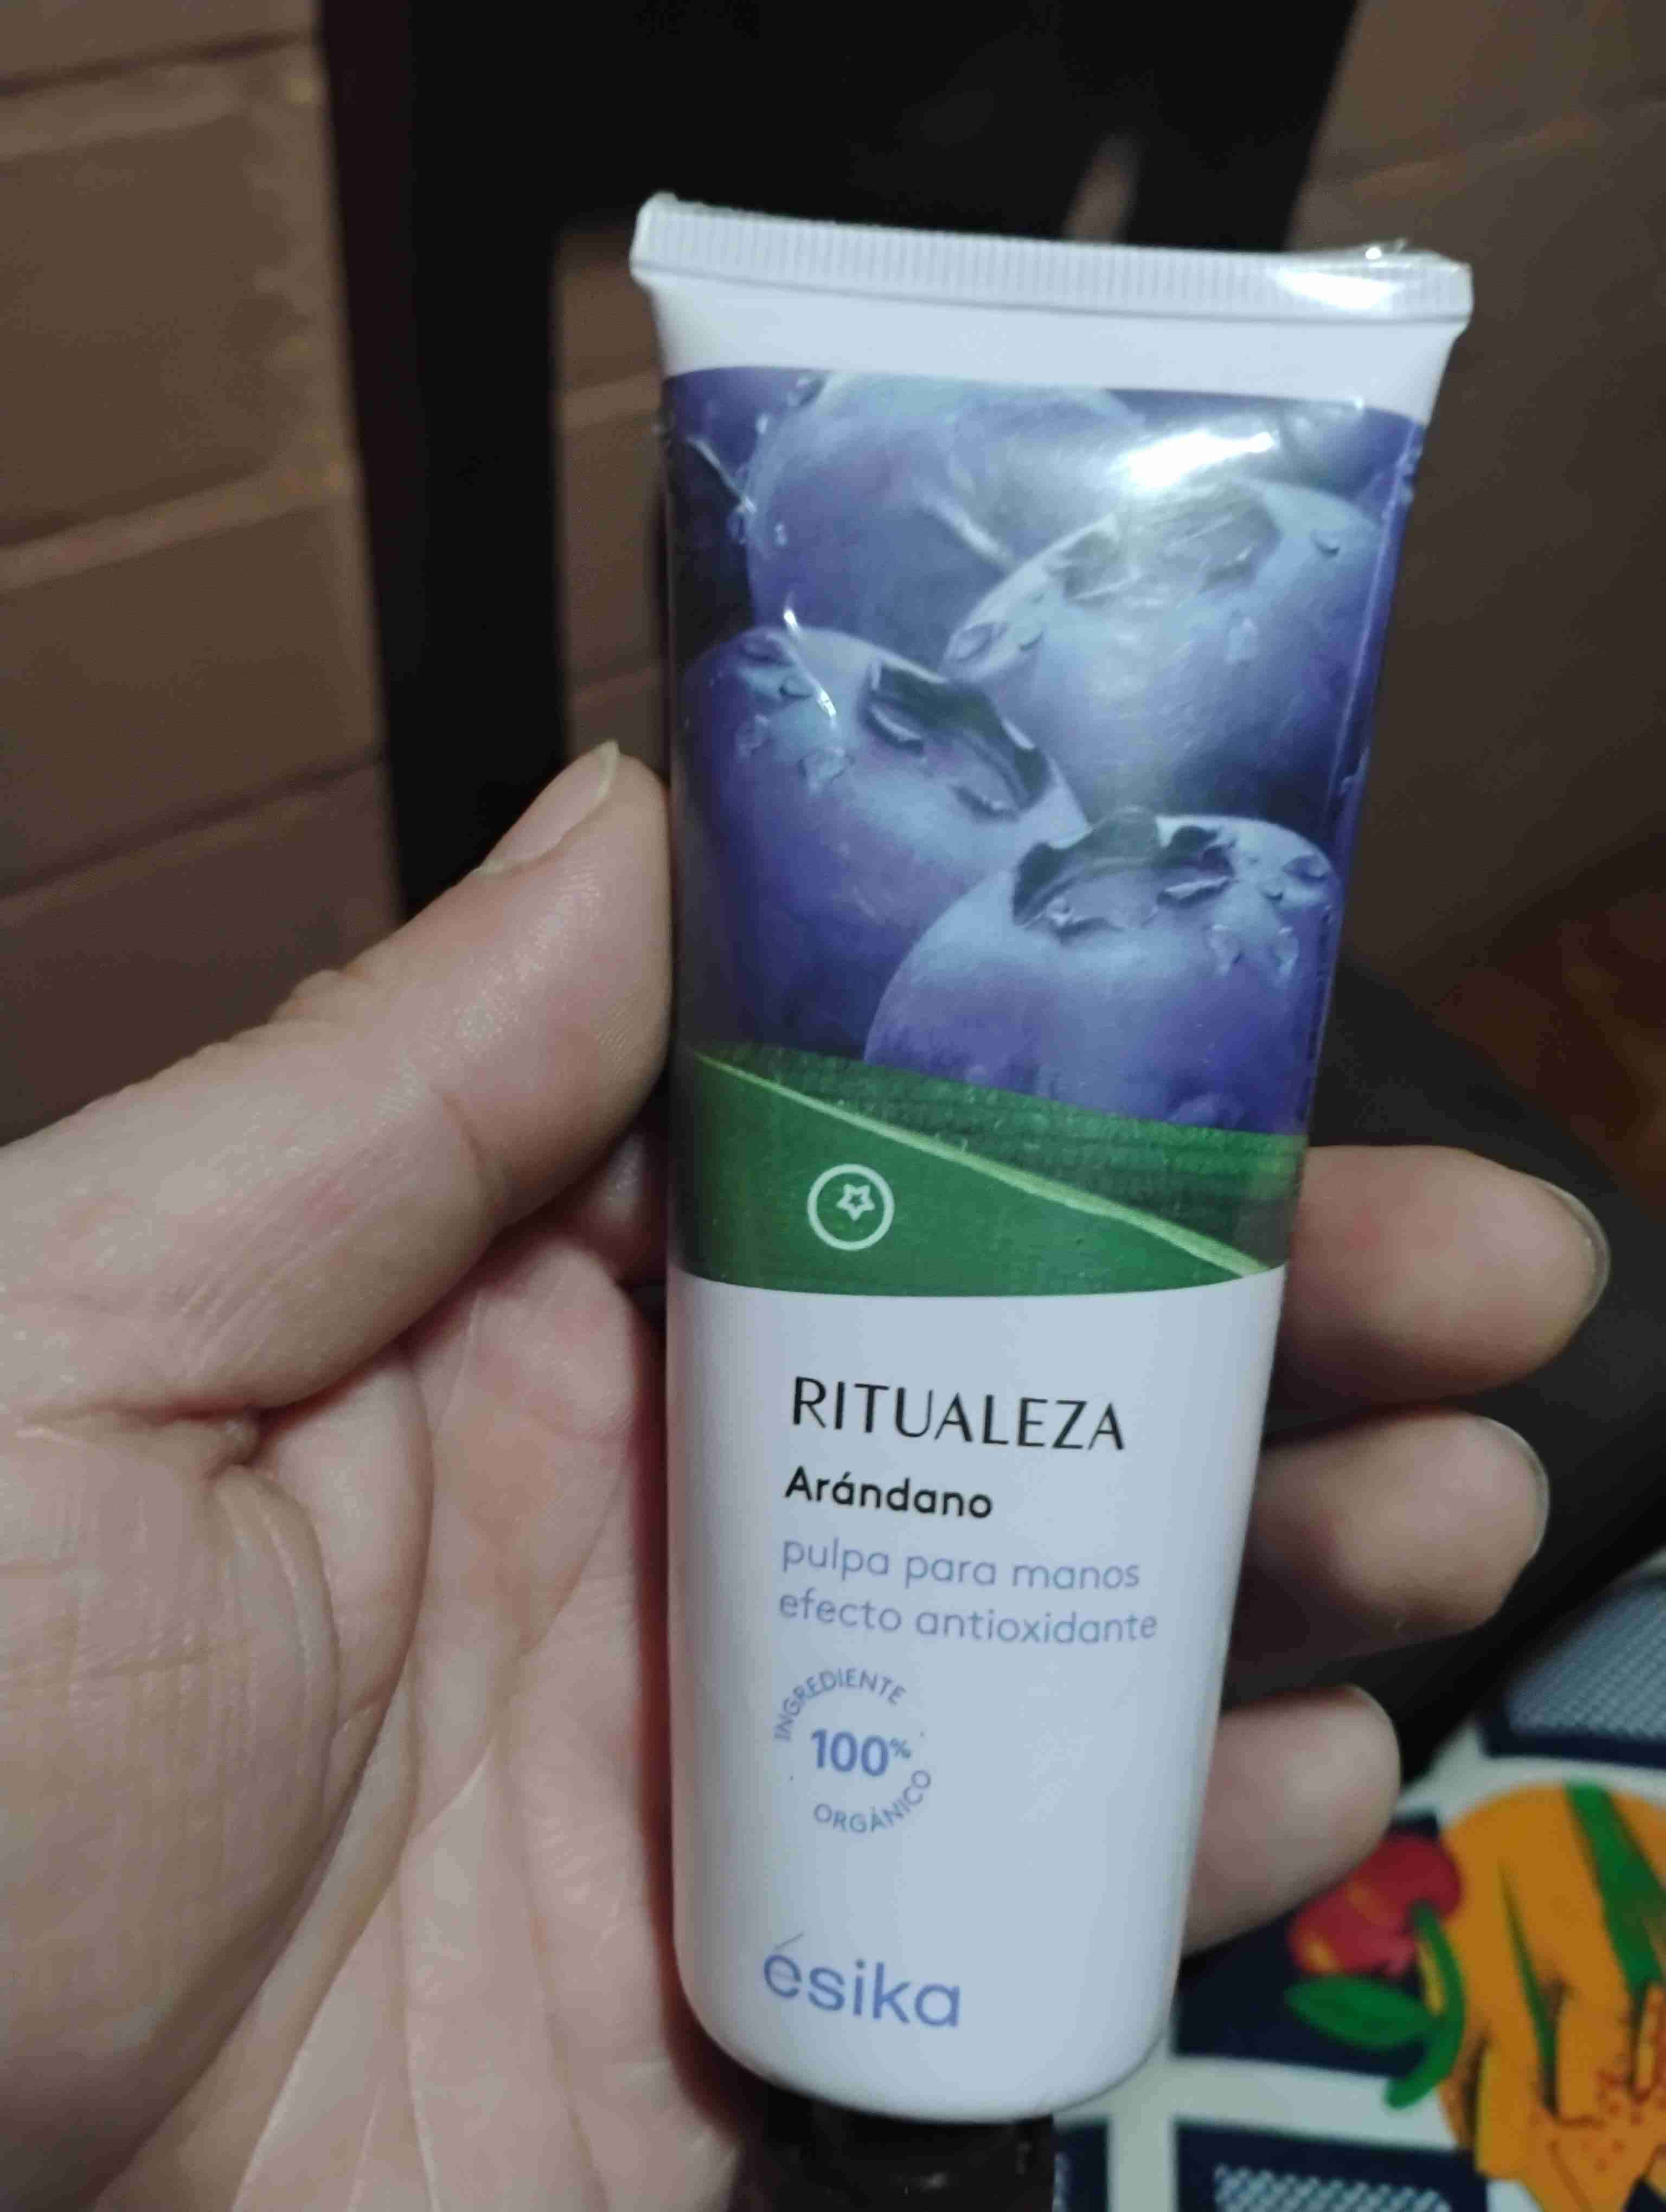 RITUALEZA
Arándano
pulpa para manos
efecto antioxidante
INGREDIENTE
100%
ORGÁNICO
ésika